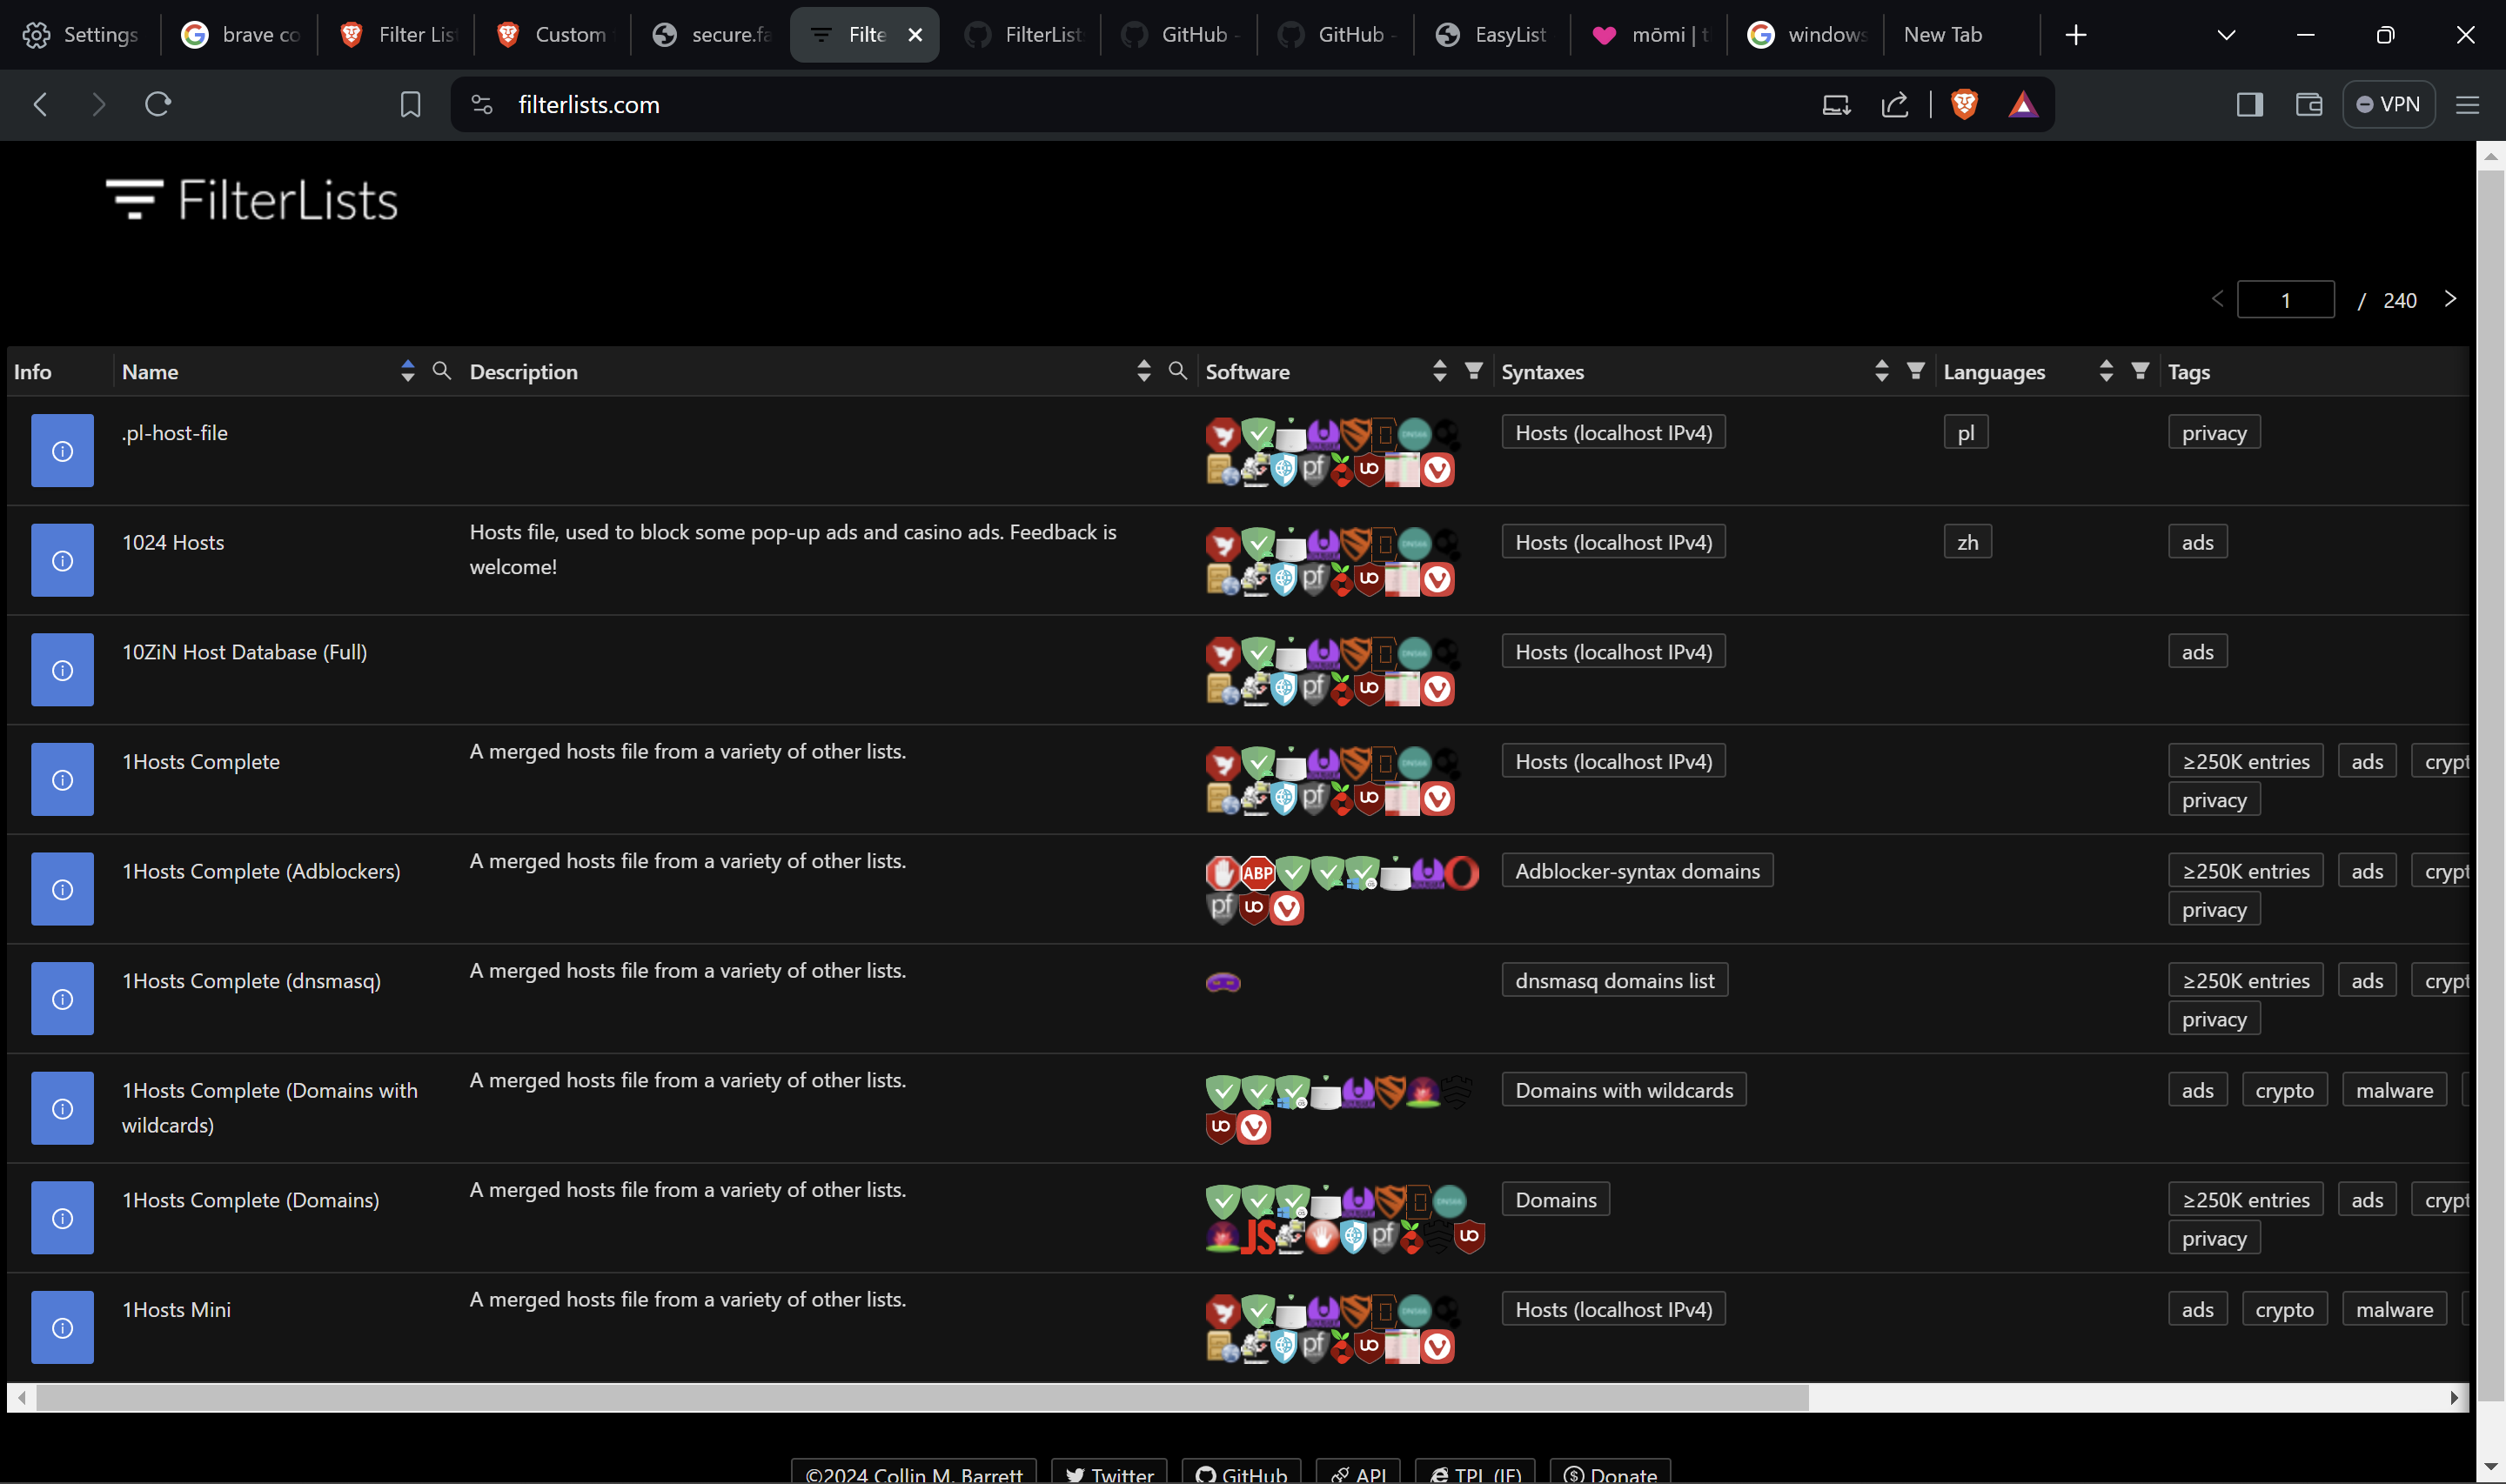 Settings
brave co
Filter Lis
Custom
secure.fa
Filte
FilterList
GitHub -
GitHub -
EasyList
mōmi | t
windows
New Tab
filterlists.com
VPN
FilterLists
1 / 240
Info Name Description Software Syntaxes Languages Tags
.pl-host-file Hosts (localhost IPv4) pl privacy
1024 Hosts Hosts file, used to block some pop-up ads and casino ads. Feedback is Hosts (localhost IPv4) zh ads
welcome!
10ZiN Host Database (Full) Hosts (localhost IPv4) ads
1Hosts Complete A merged hosts file from a variety of other lists. Hosts (localhost IPv4) ≥250K entries ads crypt
privacy
1Hosts Complete (Adblockers) A merged hosts file from a variety of other lists. ABP Adblocker-syntax domains ≥250K entries ads crypt
privacy
1Hosts Complete (dnsmasq) A merged hosts file from a variety of other lists. dnsmasq domains list ≥250K entries ads crypt
privacy
1Hosts Complete (Domains with A merged hosts file from a variety of other lists. Domains with wildcards ads crypto malware
wildcards)
1Hosts Complete (Domains) A merged hosts file from a variety of other lists. Domains ≥250K entries ads crypt
JS pf privacy
1Hosts Mini A merged hosts file from a variety of other lists. Hosts (localhost IPv4) ads crypto malware
©2024 Collin M. Barrett Twitter GitHub API TPL (IE) Donate